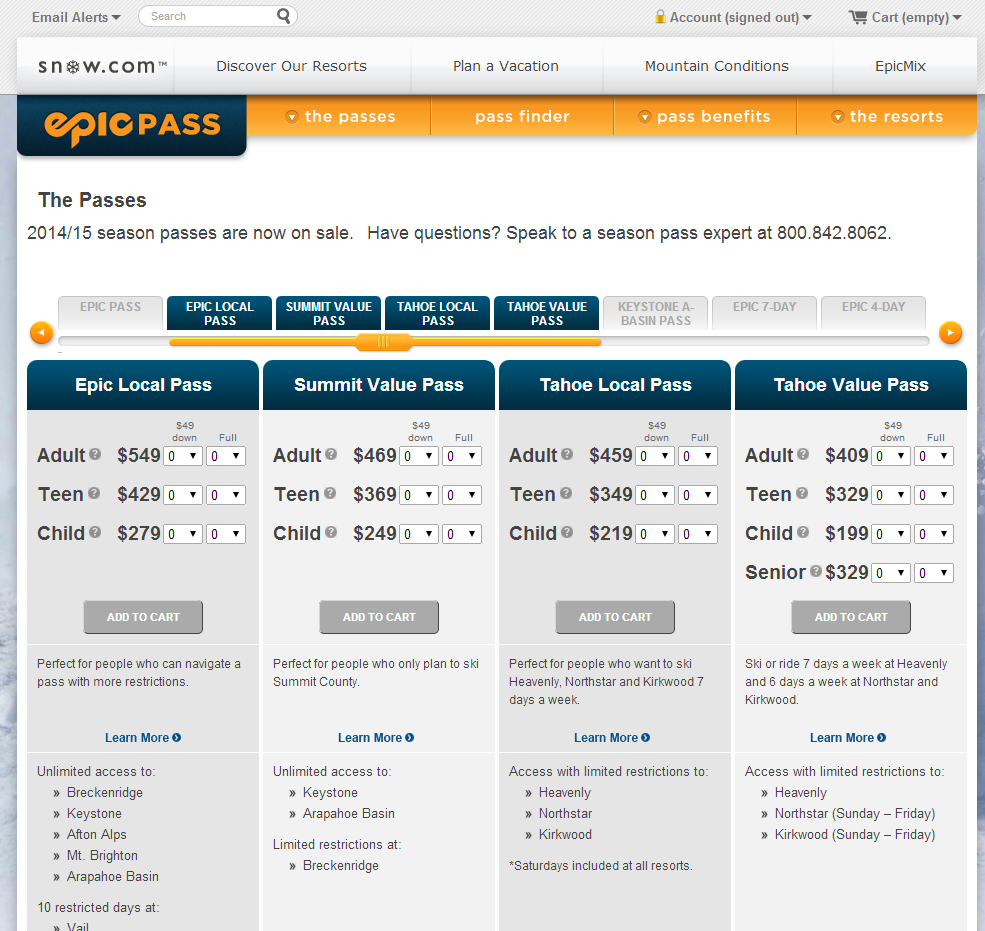 Email Alerts
Search
Account (signed out)
Cart (empty)
snow.com™
Discover Our Resorts
Plan a Vacation
Mountain Conditions
EpicMix
epic PASS
the passes
pass finder
pass benefits
the resorts
The Passes
2014/15 season passes are now on sale. Have questions? Speak to a season pass expert at 800.842.8062.
EPIC PASS
EPIC LOCAL
PASS
SUMMIT VALUE
PASS
TAHOE LOCAL
PASS
TAHOE VALUE
PASS
KEYSTONE A-
BASIN PASS
EPIC 7-DAY
EPIC 4-DAY
Epic Local Pass
$49
down Full
Adult ? $549 0 0
Teen ? $429 0 0
Child ? $279 0 0
ADD TO CART
Perfect for people who can navigate a
pass with more restrictions.
Learn More
Unlimited access to:
» Breckenridge
» Keystone
» Afton Alps
» Mt. Brighton
» Arapahoe Basin
10 restricted days at:
» Vail
Summit Value Pass
$49
down Full
Adult ? $469 0 0
Teen ? $369 0 0
Child ? $249 0 0
ADD TO CART
Perfect for people who only plan to ski
Summit County.
Learn More
Unlimited access to:
» Keystone
» Arapahoe Basin
Limited restrictions at:
» Breckenridge
Tahoe Local Pass
$49
down Full
Adult ? $459 0 0
Teen ? $349 0 0
Child ? $219 0 0
ADD TO CART
Perfect for people who want to ski
Heavenly, Northstar and Kirkwood 7
days a week.
Learn More
Access with limited restrictions to:
» Heavenly
» Northstar
» Kirkwood
*Saturdays included at all resorts.
Tahoe Value Pass
$49
down Full
Adult ? $409 0 0
Teen ? $329 0 0
Child ? $199 0 0
Senior ? $329 0 0
ADD TO CART
Ski or ride 7 days a week at Heavenly
and 6 days a week at Northstar and
Kirkwood.
Learn More
Access with limited restrictions to:
» Heavenly
» Northstar (Sunday – Friday)
» Kirkwood (Sunday – Friday)